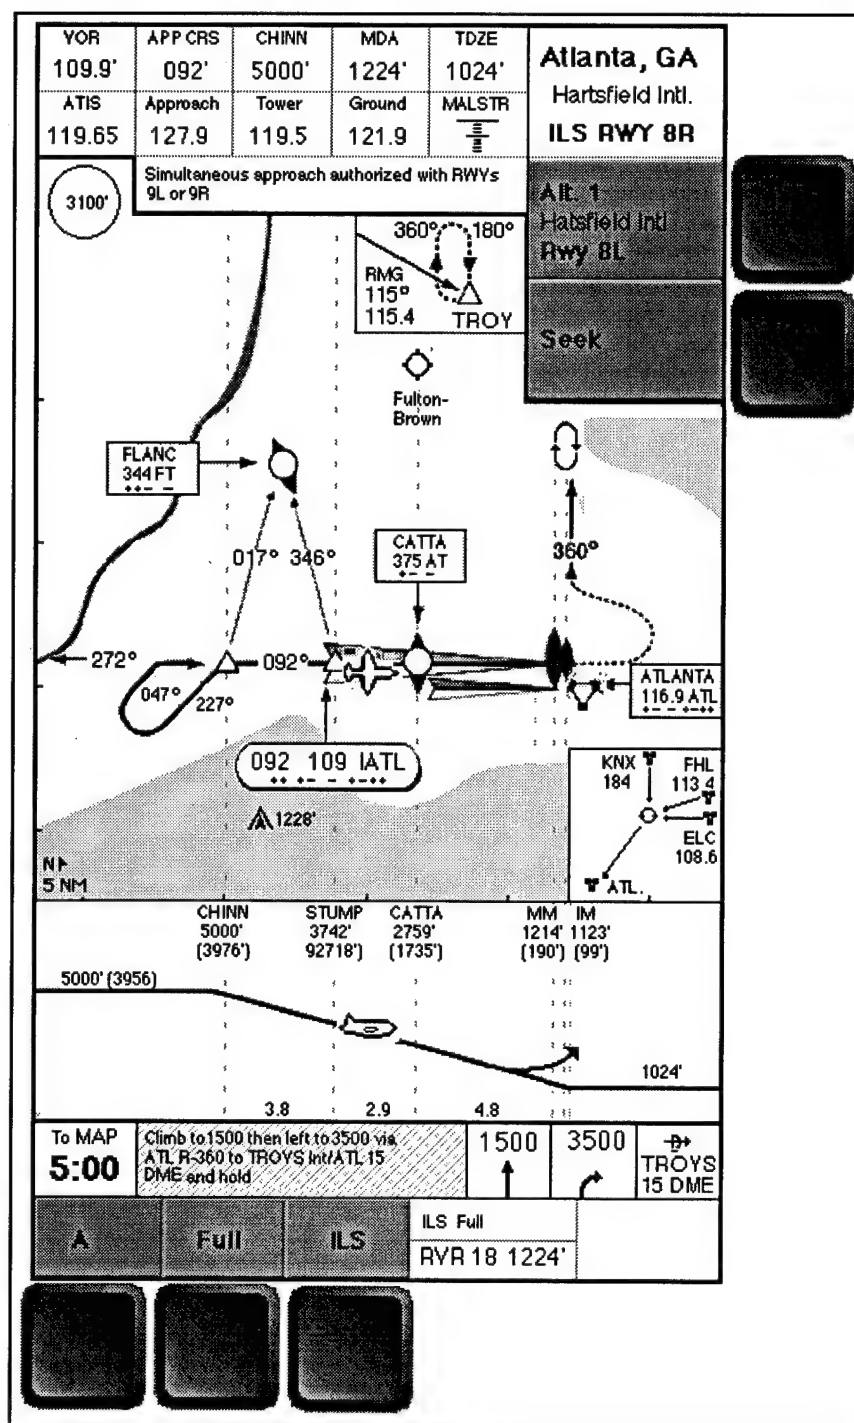 YOR
109.9'
APP CRS
092'
CHINN
5000'
MDA
1224'
TDZE
1024'
ATIS
119.65
Approach
127.9
Tower
119.5
Ground
121.9
MALSTR
Atlanta, GA
Hartsfield Intl.
ILS RWY 8R
Simultaneous approach authorized with RWYs
9L or 9R
3100'
Alt. 1
Hatsfield Intl
Rwy 8L
Seek
360° 180°
RMG
115°
115.4
TROY
Fulton-
Brown
FLANC
344 FT
CATTA
375 AT
017° 346°
360°
272°
092°
047°
227°
ATLANTA
116.9 ATL
092 109 IATL
1228'
N
5 NM
KNX
184
FHL
113 4
ELC
108.6
ATL.
CHINN
5000'
(3976')
STUMP
3742'
92718')
CATTA
2759'
(1735')
MM
1214'
(190')
IM
1123'
(99')
5000' (3956)
1024'
3.8 2.9 4.8
To MAP
5:00
Climb to 1500 then left to 3500 via
ATL R-360 to TROYS Int/ATL 15
DME and hold
1500
3500
D
TROYS
15 DME
A
Full
ILS
ILS Full
RVR 18 1224'